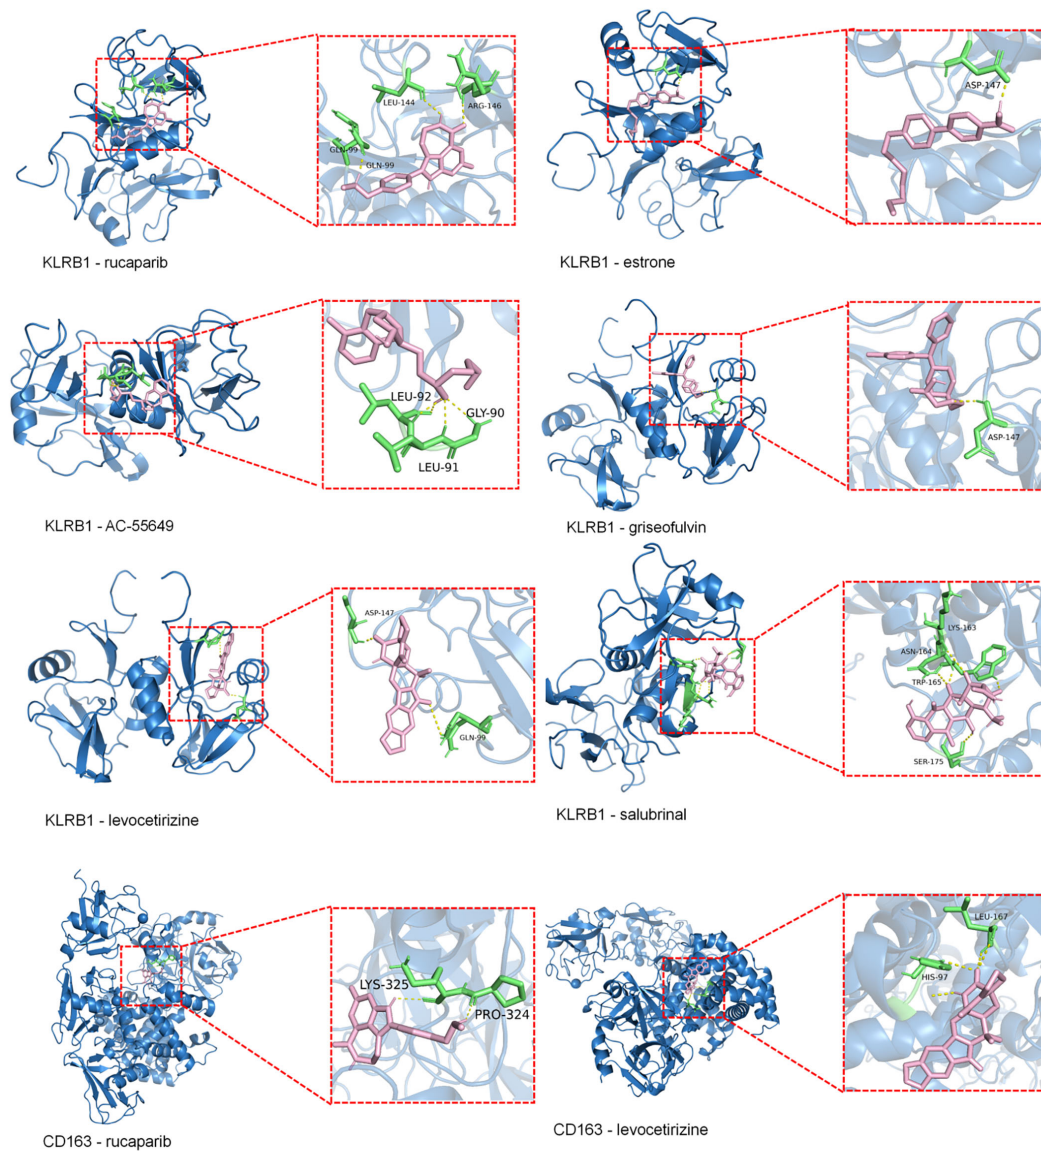 LEU-144
ARG-146
GLN-99
GLN-99
KLRB1 - rucaparib
ASP-147
KLRB1 - estrone
LEU-92
GLY-90
LEU-91
KLRB1 - AC-55649
ASP-147
KLRB1 - griseofulvin
ASP-147
GLN-99
KLRB1 - levocetirizine
LYS-163
ASN-164
TRP-165
SER-175
KLRB1 - salubrinal
LYS-325
PRO-324
CD163 - rucaparib
LEU-167
HIS-97
CD163 - levocetirizine